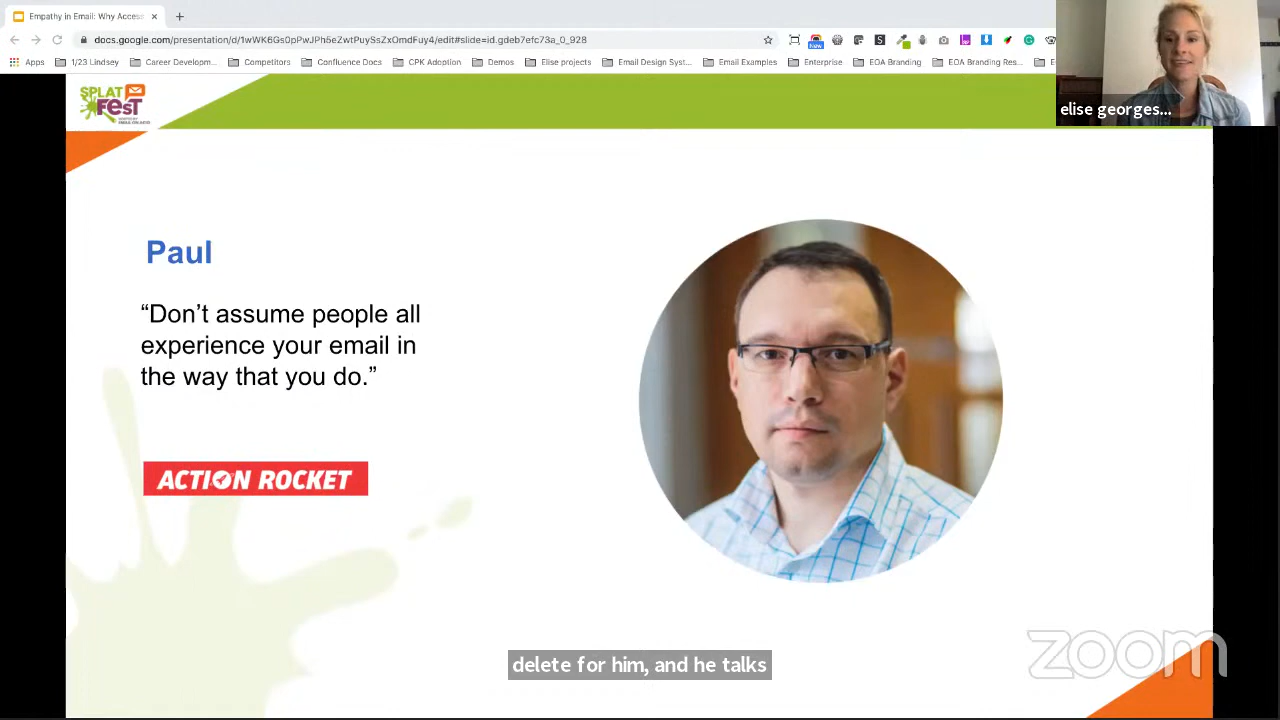 Empathy in Email: Why Access
docs.google.com/presentation/d/1wWK6Gs0pPwJPh5eZwtPuySsZxOmdFuy4/edit#slide=id.gdeb7efc73a_0_928
New
Apps
1/23 Lindsey
Career Developm...
Competitors
Confluence Docs
CPK Adoption
Demos
Elise projects
Email Design Syst...
Email Examples
Enterprise
EOA Branding
EOA Branding Res...
elise georges...
SPLAT
FEST
Paul
“Don’t assume people all
experience your email in
the way that you do.”
ACTION ROCKET
delete for him, and he talks
zoom